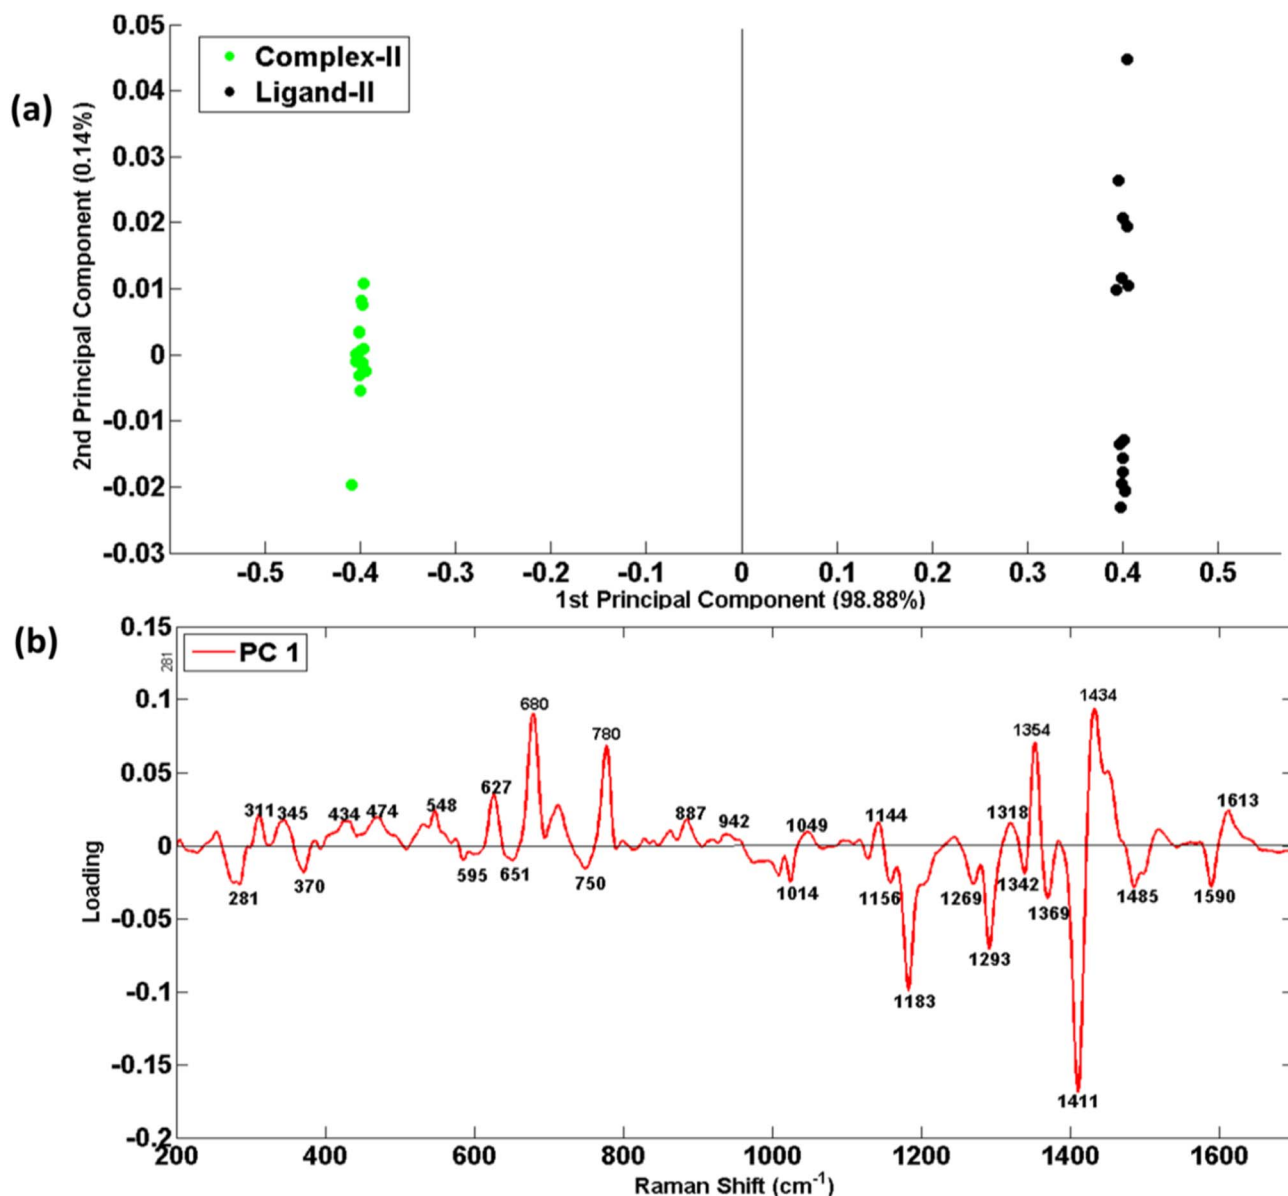 (a)
0.05
0.04
0.03
0.02
0.01
0
-0.01
-0.02
-0.03
2nd Principal Component (0.14%)
Complex-II
Ligand-II
-0.5 -0.4 -0.3 -0.2 -0.1 0 0.1 0.2 0.3 0.4 0.5
1st Principal Component (98.88%)
(b)
0.15
0.1
0.05
0
-0.05
-0.1
-0.15
-0.2
Loading
281
PC 1
281 311 345 370 434 474 548 595 627 651 680 750 780 887 942 1014 1049 1144 1156 1183 1269 1293 1318 1342 1354 1369 1411 1434 1485 1590 1613
200 400 600 800 1000 1200 1400 1600
Raman Shift (cm⁻¹)